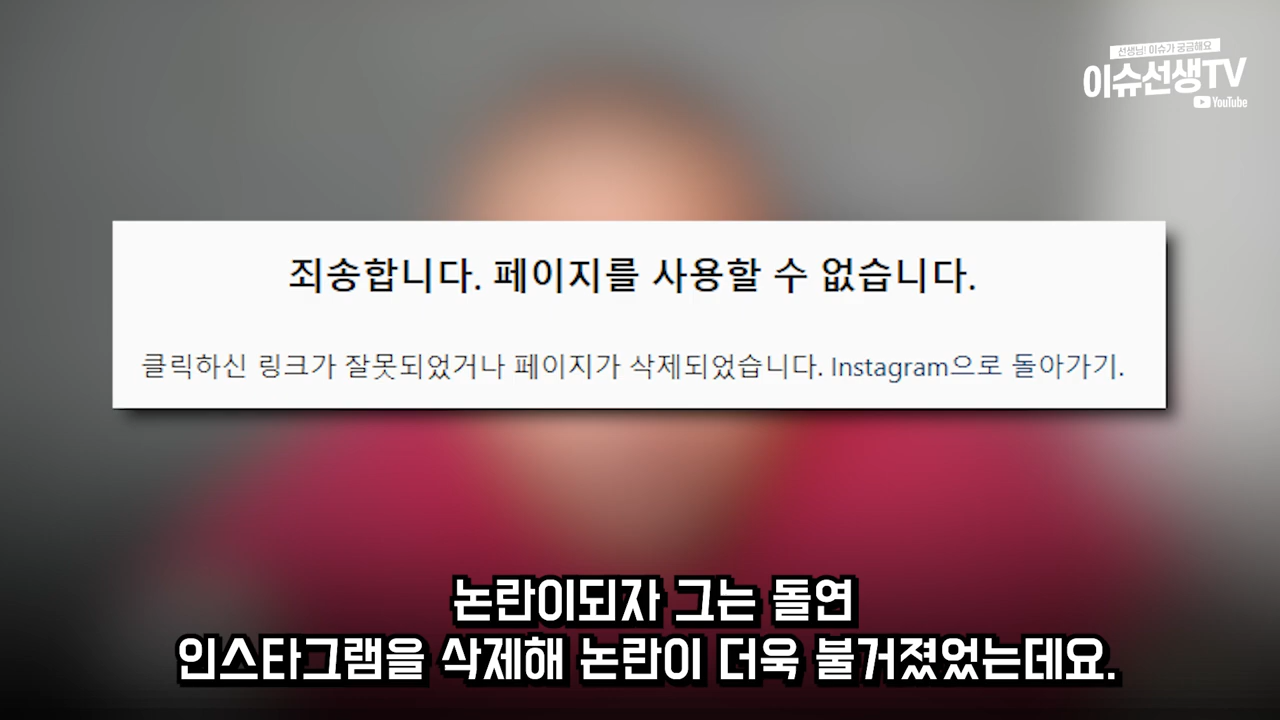 선생님! 이슈가 궁금해요
이슈선생TV
YouTube
죄송합니다. 페이지를 사용할 수 없습니다.
클릭하신 링크가 잘못되었거나 페이지가 삭제되었습니다. Instagram으로 돌아가기.
논란이되자 그는 돌연
인스타그램을 삭제해 논란이 더욱 불거졌었는데요.